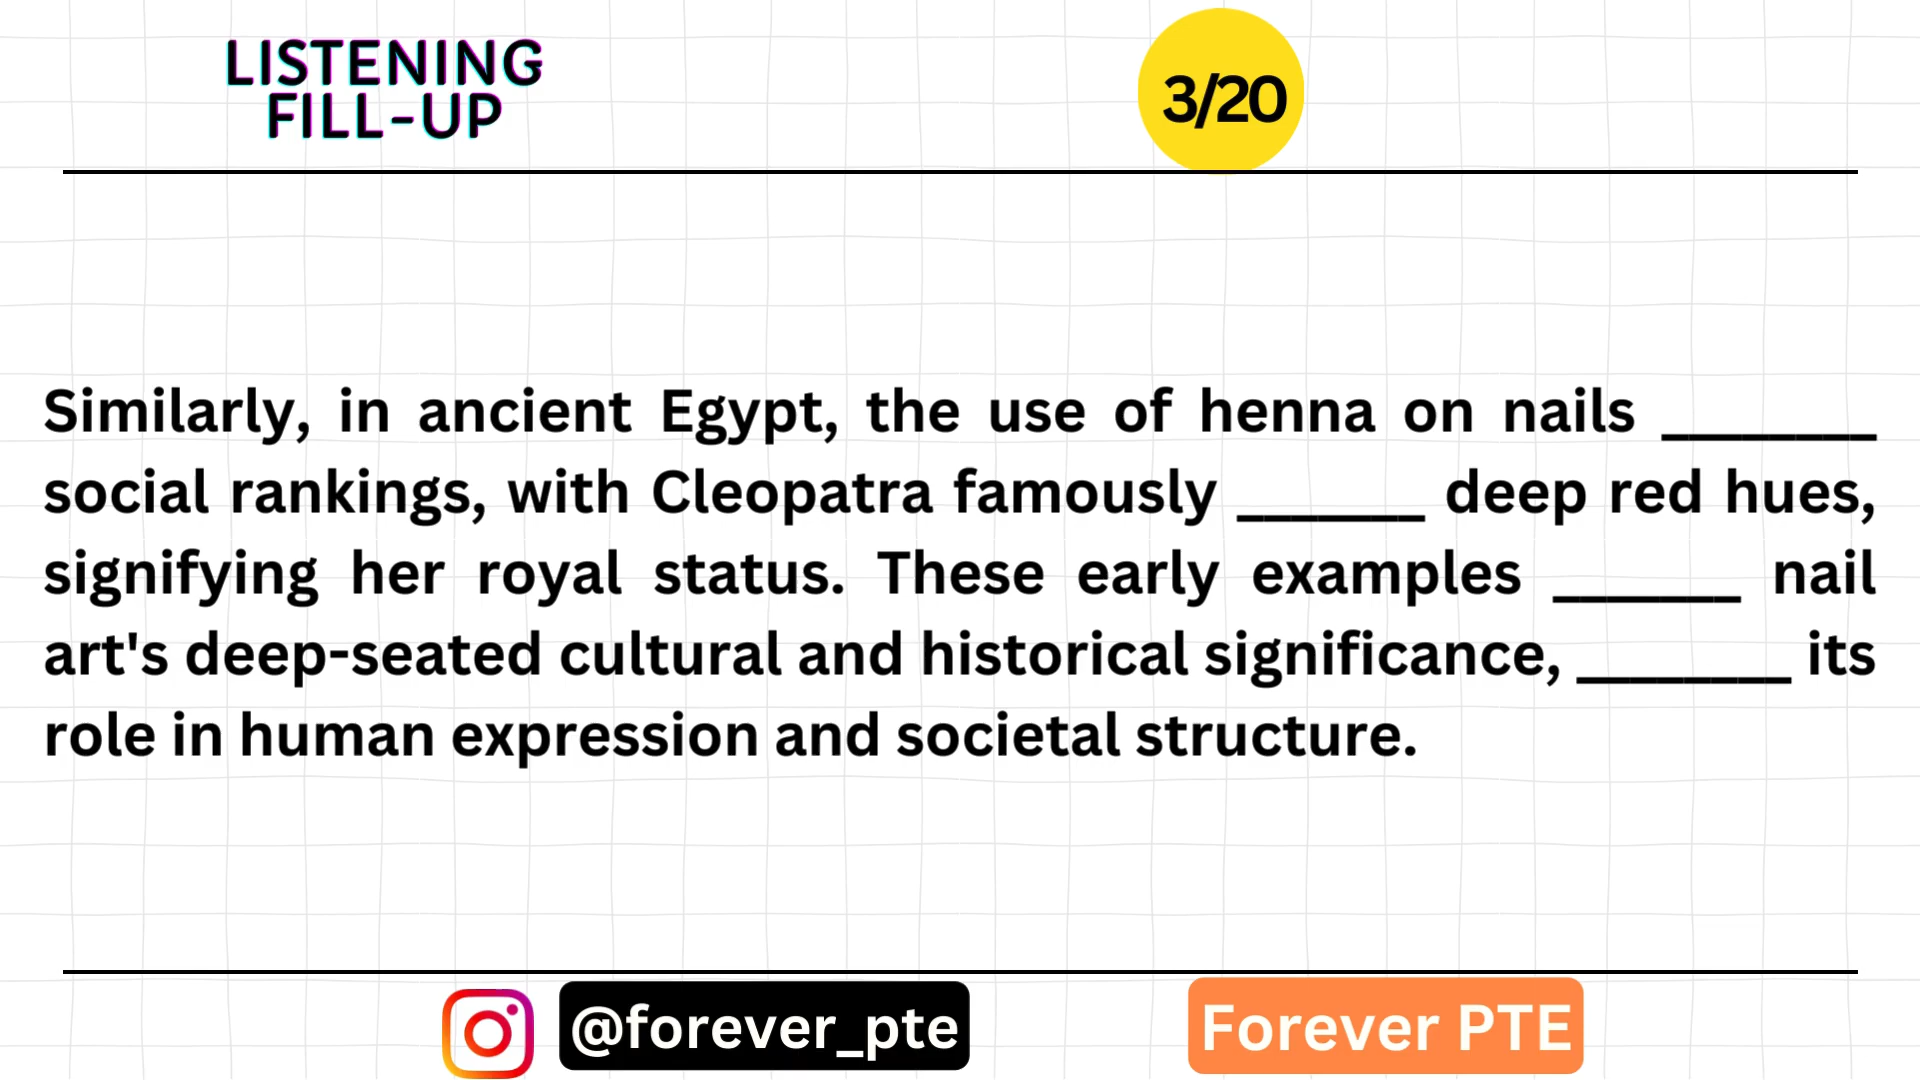 LISTENING
FILL-UP
3/20
Similarly, in ancient Egypt, the use of henna on nails ________
social rankings, with Cleopatra famously _______ deep red hues,
signifying her royal status. These early examples _______ nail
art's deep-seated cultural and historical significance, ________ its
role in human expression and societal structure.
@forever_pte
Forever PTE